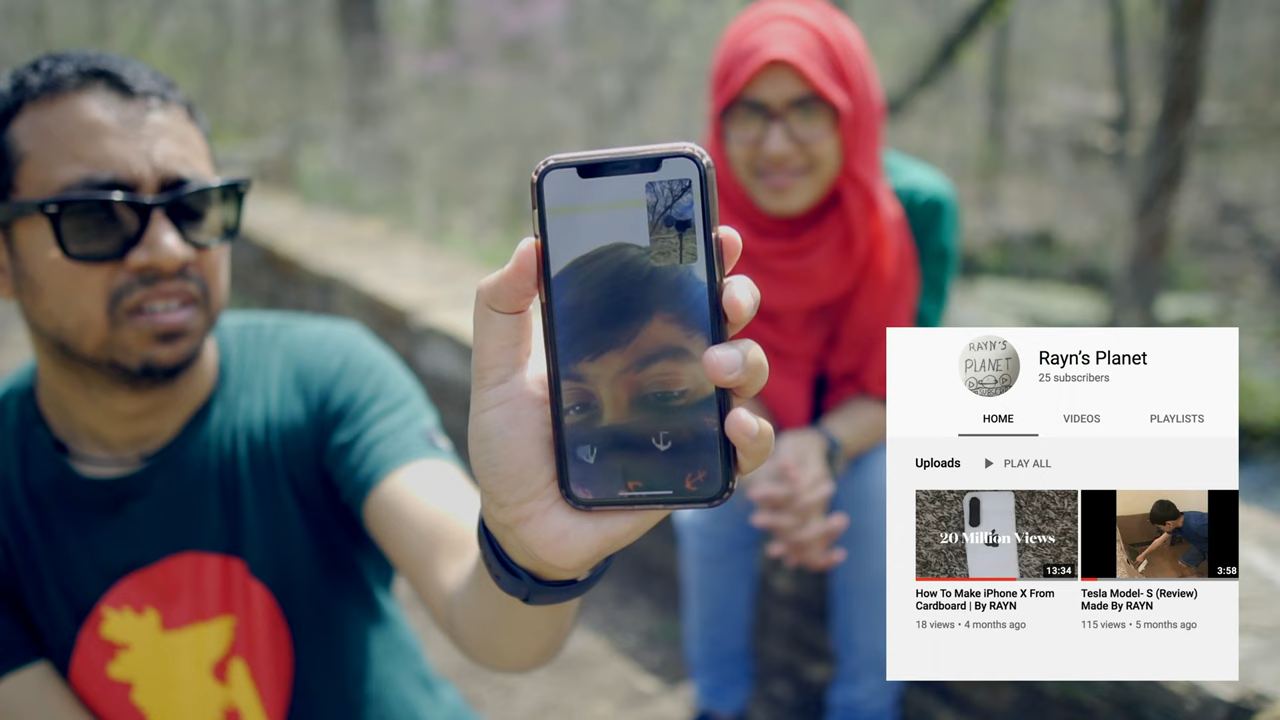 RAYN'S
PLANET
Rayn's Planet
25 subscribers
HOME VIDEOS PLAYLISTS
Uploads PLAY ALL
20 Million Views
13:34
3:58
How To Make iPhone X From
Cardboard | By RAYN
18 views • 4 months ago
Tesla Model- S (Review)
Made By RAYN
115 views • 5 months ago